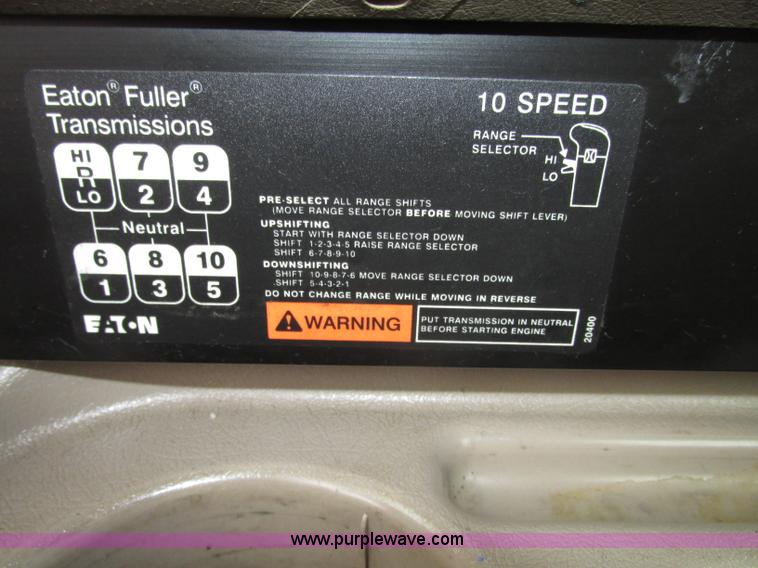 Eaton® Fuller®
Transmissions
HI 7 9
R
LO 2 4
Neutral
6 8 10
1 3 5
EATON
10 SPEED
RANGE
SELECTOR
HI
LO
PRE-SELECT ALL RANGE SHIFTS
(MOVE RANGE SELECTOR BEFORE MOVING SHIFT LEVER)
UPSHIFTING
START WITH RANGE SELECTOR DOWN
SHIFT 1-2-3-4-5 RAISE RANGE SELECTOR
SHIFT 6-7-8-9-10
DOWNSHIFTING
SHIFT 10-9-8-7-6 MOVE RANGE SELECTOR DOWN
SHIFT 5-4-3-2-1
DO NOT CHANGE RANGE WHILE MOVING IN REVERSE
WARNING
PUT TRANSMISSION IN NEUTRAL
BEFORE STARTING ENGINE
20400
www.purplewave.com